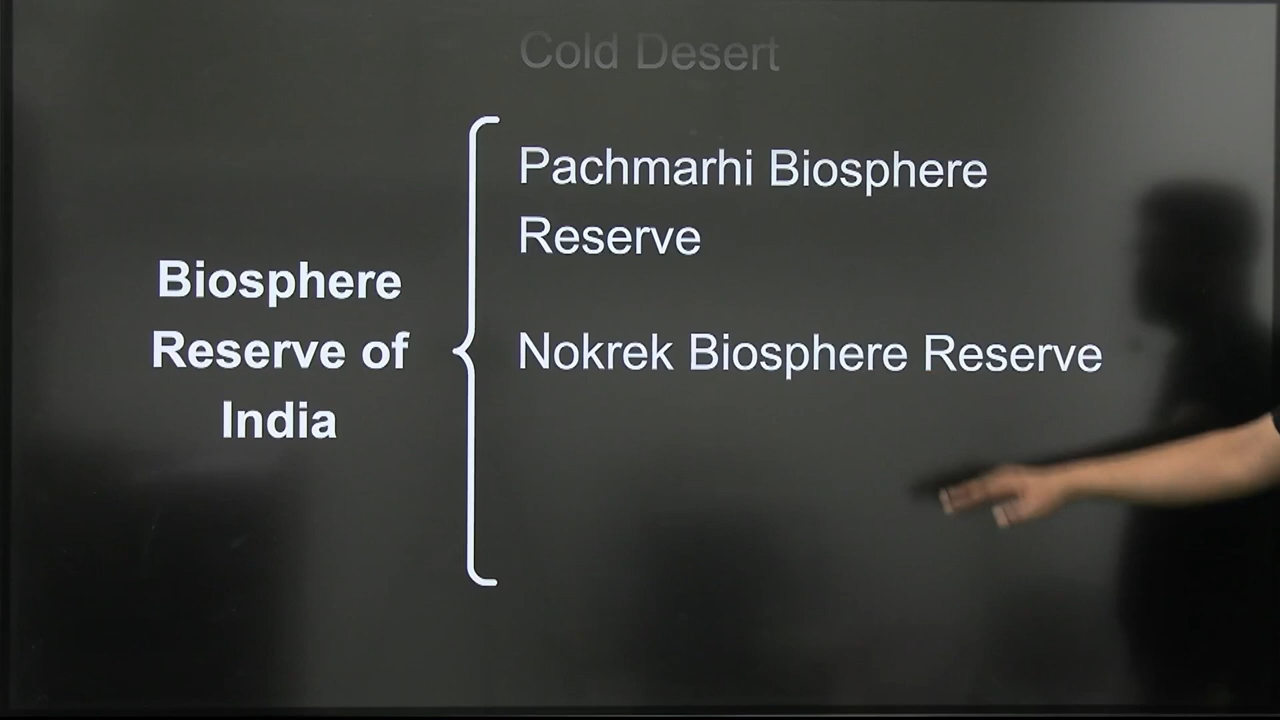 Cold Desert
Pachmarhi Biosphere
Reserve
Biosphere
Reserve of
India
Nokrek Biosphere Reserve